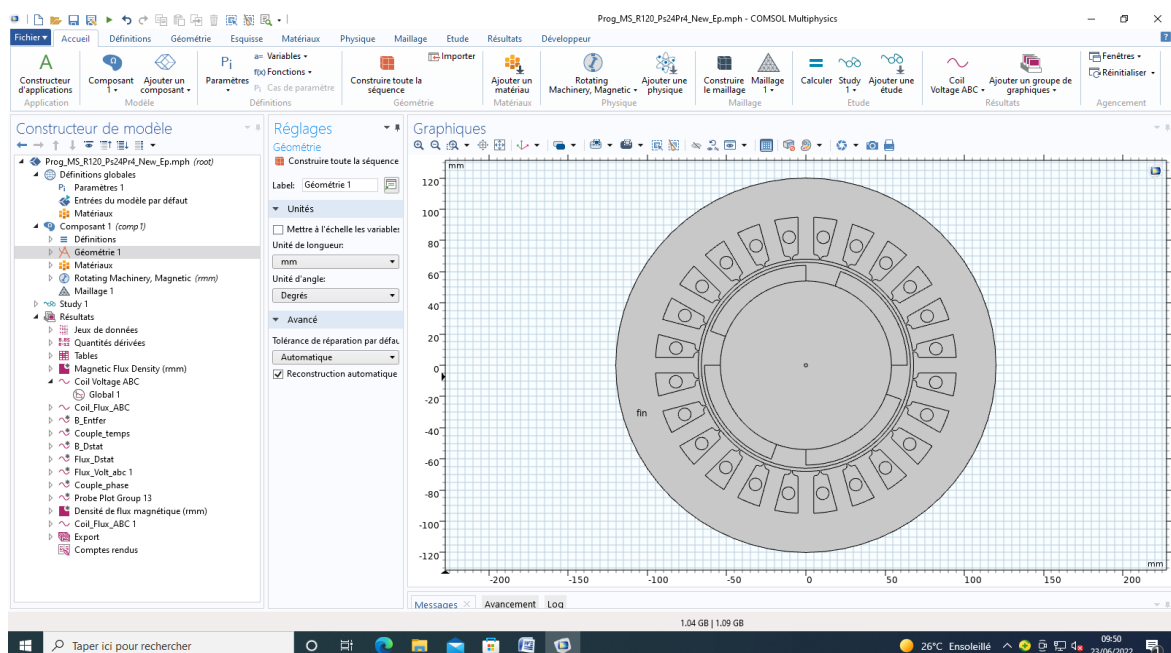 Prog_MS_R120_Ps24Pr4_New_Ep.mph - COMSOL Multiphysics
Fichier Accueil Définitions Géométrie Esquisse Matériaux Physique Maillage Etude Résultats Développeur
A Constructeur d'applications
Application
Composant 1
Ajouter un composant
Modèle
Pi Paramètres
a= Variables
f(x) Fonctions
Pi Cas de paramètre
Définitions
Construire toute la séquence
Importer
Géométrie
Ajouter un matériau
Matériaux
Rotating Machinery, Magnetic
Ajouter une physique
Physique
Construire le maillage
Maillage 1
Maillage
Calculer
Study 1
Ajouter une étude
Etude
Coil Voltage ABC
Ajouter un groupe de graphiques
Résultats
Fenêtres
Réinitialiser
Agencement
Constructeur de modèle
Prog_MS_R120_Ps24Pr4_New_Ep.mph (root)
Définitions globales
Pi Paramètres 1
Entrées du modèle par défaut
Matériaux
Composant 1 (comp1)
Définitions
Géométrie 1
Matériaux
Rotating Machinery, Magnetic (rmm)
Maillage 1
Study 1
Résultats
Jeux de données
Quantités dérivées
Tables
Magnetic Flux Density (rmm)
Coil Voltage ABC
Global 1
Coil_Flux_ABC
B_Entfer
Couple_temps
B_Dstat
Flux_Dstat
Flux_Volt_abc 1
Couple_phase
Probe Plot Group 13
Densité de flux magnétique (rmm)
Coil_Flux_ABC 1
Export
Comptes rendus
Réglages
Géométrie
Construire toute la séquence
Label: Géométrie 1
Unités
Mettre à l'échelle les variables
Unité de longueur:
mm
Unité d'angle:
Degrés
Avancé
Tolérance de réparation par défau
Automatique
Reconstruction automatique
Graphiques
mm
120
100
80
60
40
20
0
-20
-40
-60
-80
-100
-120
fin
mm
-200 -150 -100 -50 0 50 100 150 200
Messages Avancement Log
1.04 GB | 1.09 GB
Taper ici pour rechercher
26°C Ensoleillé
09:50
23/06/2022